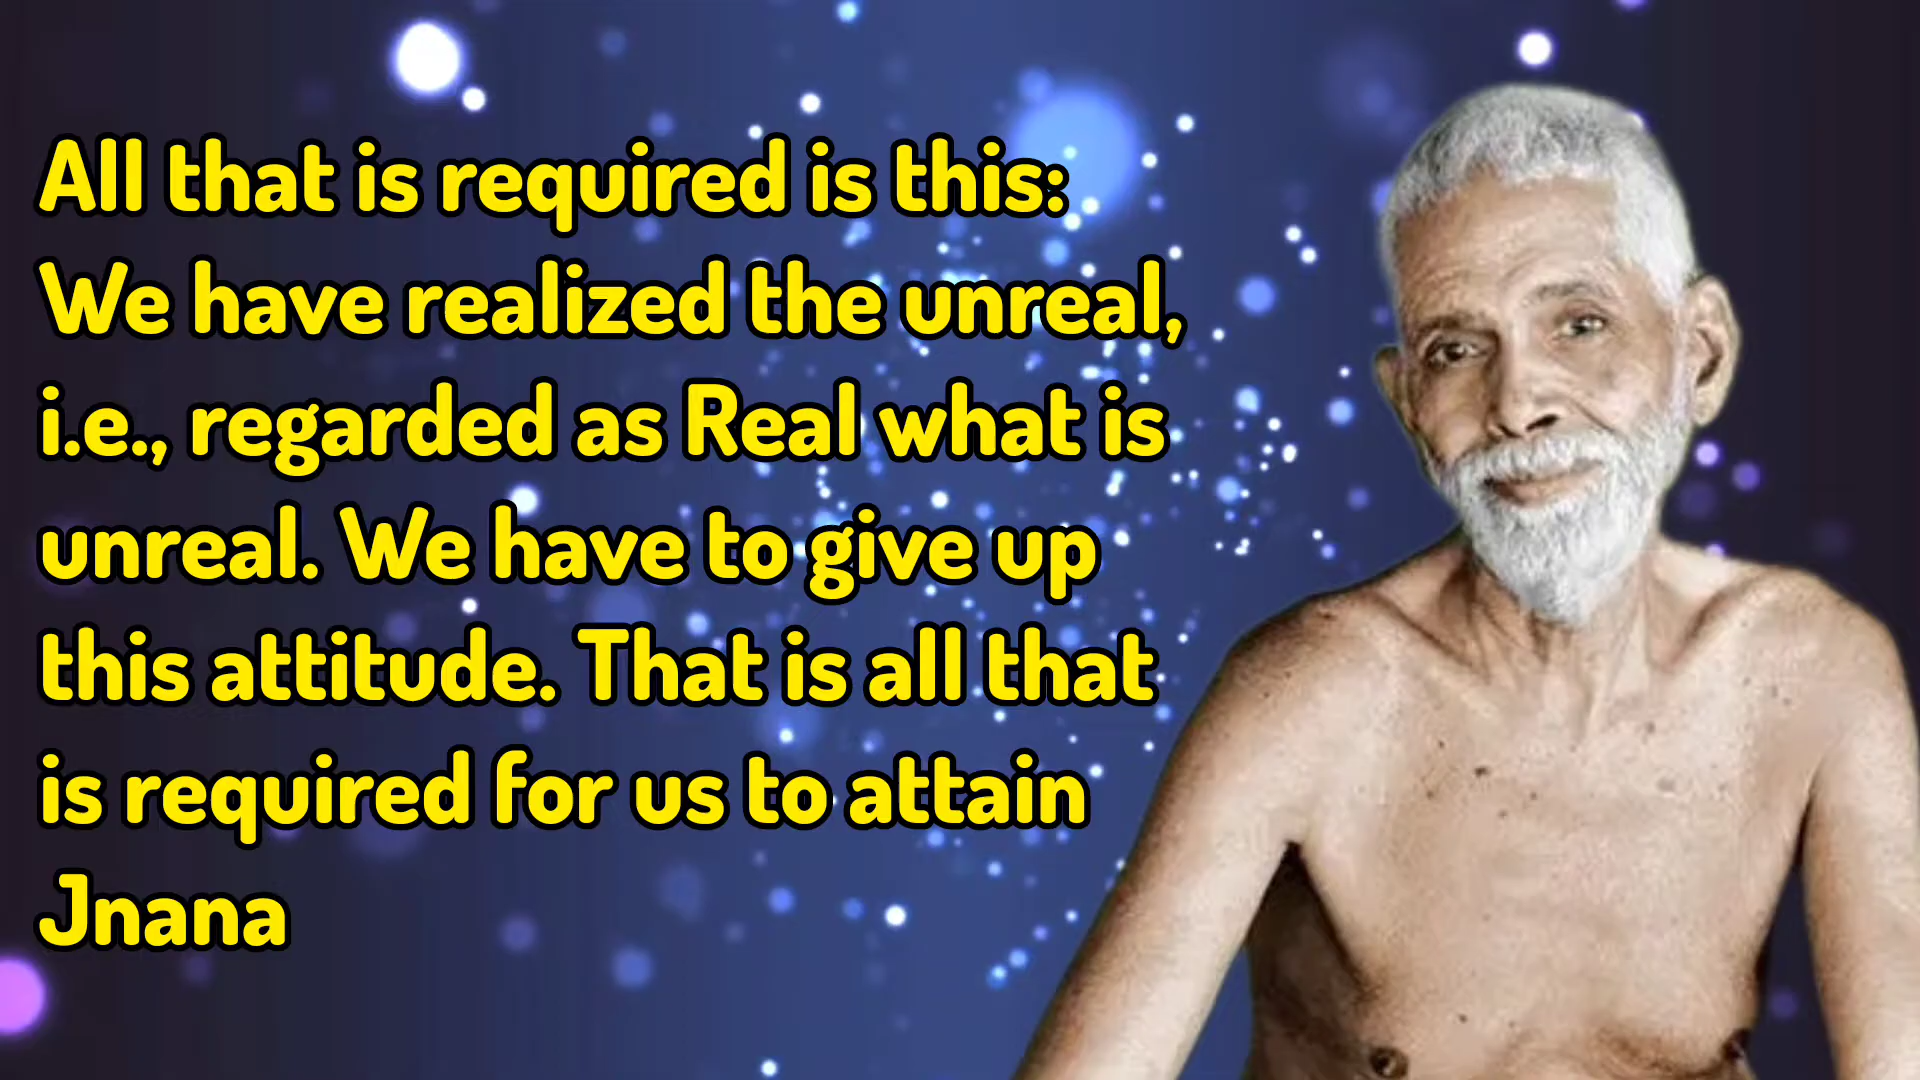 All that is required is this:
We have realized the unreal,
i.e., regarded as Real what is
unreal. We have to give up
this attitude. That is all that
is required for us to attain
Jnana